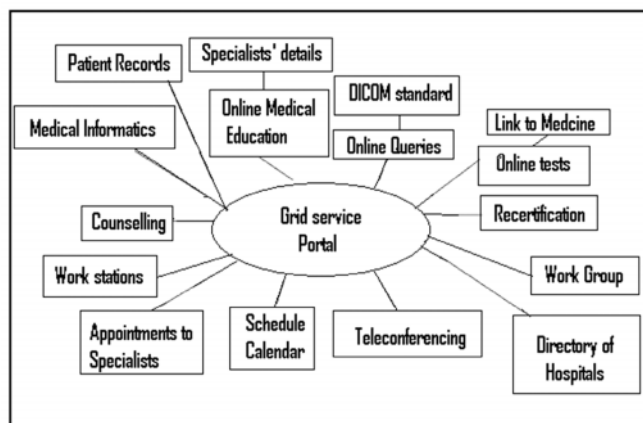 Specialists' details
Patient Records
DICOM standard
Online Medical
Education
Link to Medcine
Medical Informatics
Online Queries
Online tests
Counselling
Grid service
Portal
Recertification
Work stations
Work Group
Appointments to
Specialists
Schedule
Calendar
Teleconferencing
Directory of
Hospitals